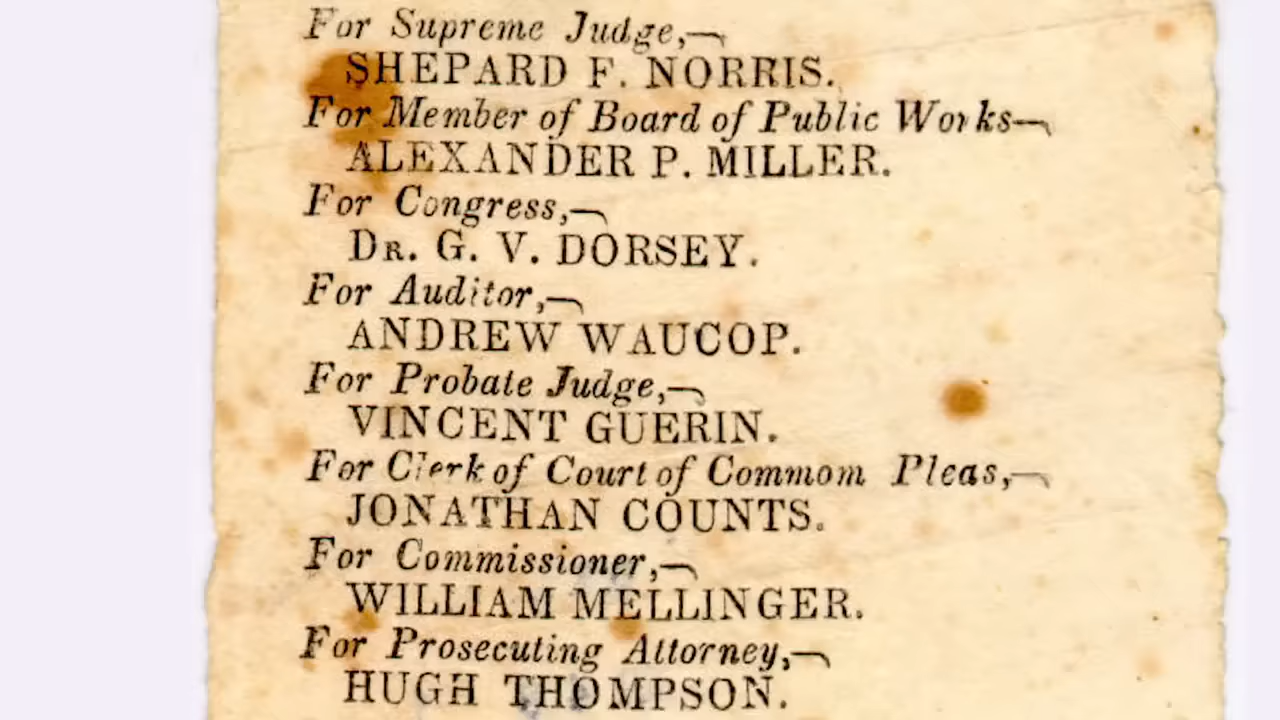 For Supreme Judge,
SHEPARD F. NORRIS.
For Member of Board of Public Works
ALEXANDER P. MILLER.
For Congress,
DR. G. V. DORSEY.
For Auditor,
ANDREW WAUCOP.
For Probate Judge,
VINCENT GUERIN.
For Clerk of Court of Commom Pleas,
JONATHAN COUNTS.
For Commissioner,
WILLIAM MELLINGER.
For Prosecuting Attorney,
HUGH THOMPSON.